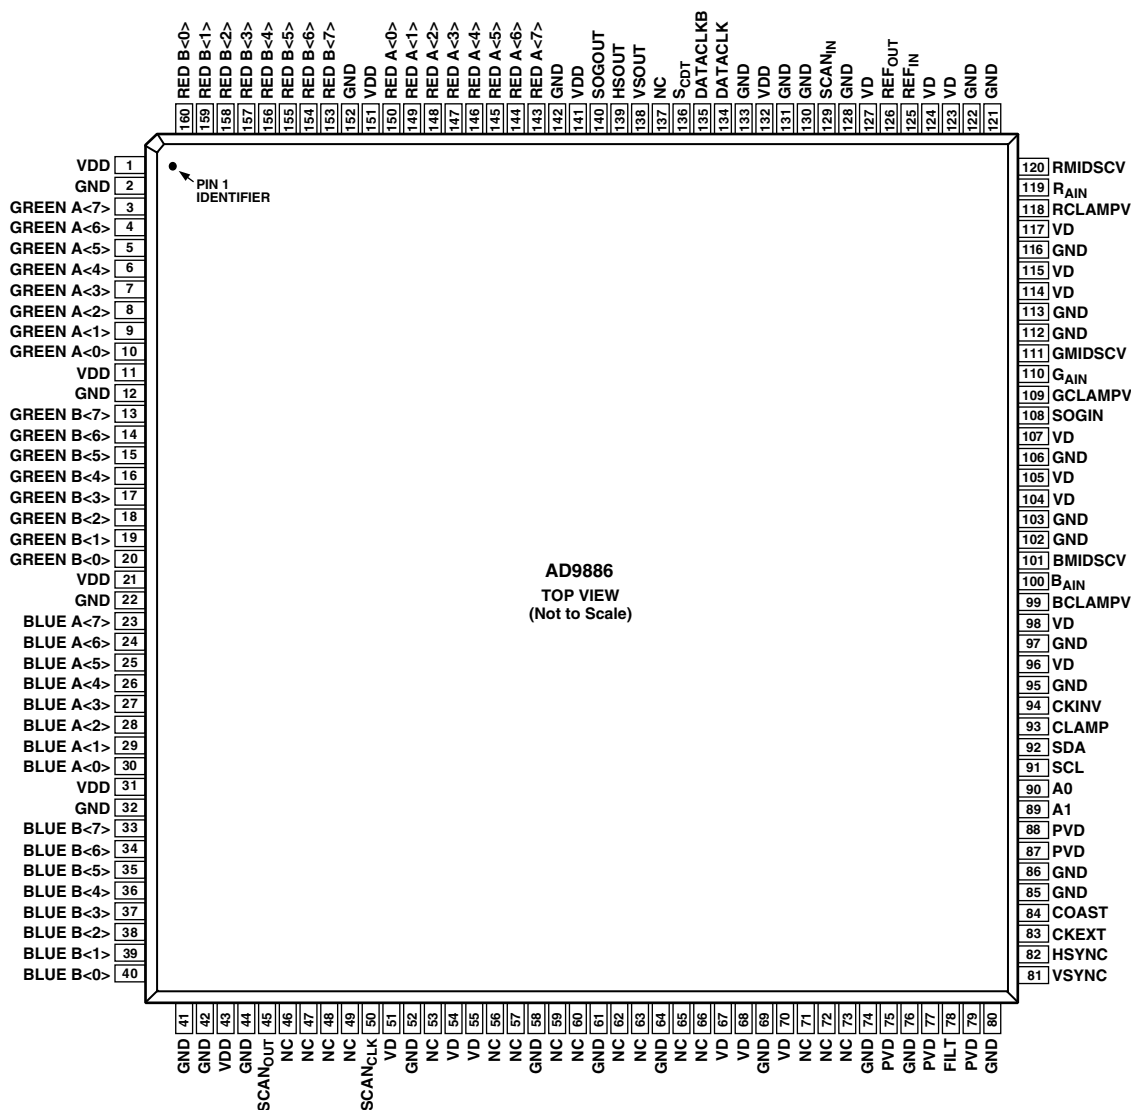 RED B<0>
RED B<1>
RED B<2>
RED B<3>
RED B<4>
RED B<5>
RED B<6>
RED B<7>
GND
VDD
RED A<0>
RED A<1>
RED A<2>
RED A<3>
RED A<4>
RED A<5>
RED A<6>
RED A<7>
GND
VDD
SOGOUT
HSOUT
VSOUT
NC
SCDT
DATACLKB
DATACLK
GND
VDD
GND
GND
SCANIN
GND
VD
REFOUT
REFIN
VD
VD
GND
GND
160 159 158 157 156 155 154 153 152 151 150 149 148 147 146 145 144 143 142 141 140 139 138 137 136 135 134 133 132 131 130 129 128 127 126 125 124 123 122 121
VDD 1
GND 2
GREEN A<7> 3
GREEN A<6> 4
GREEN A<5> 5
GREEN A<4> 6
GREEN A<3> 7
GREEN A<2> 8
GREEN A<1> 9
GREEN A<0> 10
VDD 11
GND 12
GREEN B<7> 13
GREEN B<6> 14
GREEN B<5> 15
GREEN B<4> 16
GREEN B<3> 17
GREEN B<2> 18
GREEN B<1> 19
GREEN B<0> 20
VDD 21
GND 22
BLUE A<7> 23
BLUE A<6> 24
BLUE A<5> 25
BLUE A<4> 26
BLUE A<3> 27
BLUE A<2> 28
BLUE A<1> 29
BLUE A<0> 30
VDD 31
GND 32
BLUE B<7> 33
BLUE B<6> 34
BLUE B<5> 35
BLUE B<4> 36
BLUE B<3> 37
BLUE B<2> 38
BLUE B<1> 39
BLUE B<0> 40
PIN 1
IDENTIFIER
AD9886
TOP VIEW
(Not to Scale)
120 RMIDSCV
119 RAIN
118 RCLAMPV
117 VD
116 GND
115 VD
114 VD
113 GND
112 GND
111 GMIDSCV
110 GAIN
109 GCLAMPV
108 SOGIN
107 VD
106 GND
105 VD
104 VD
103 GND
102 GND
101 BMIDSCV
100 BAIN
99 BCLAMPV
98 VD
97 GND
96 VD
95 GND
94 CKINV
93 CLAMP
92 SDA
91 SCL
90 A0
89 A1
88 PVD
87 PVD
86 GND
85 GND
84 COAST
83 CKEXT
82 HSYNC
81 VSYNC
41 42 43 44 45 46 47 48 49 50 51 52 53 54 55 56 57 58 59 60 61 62 63 64 65 66 67 68 69 70 71 72 73 74 75 76 77 78 79 80
GND
GND
VDD
GND
SCANOUT
NC
NC
NC
NC
SCANCLK
VD
GND
NC
VD
VD
NC
NC
GND
NC
NC
GND
NC
NC
GND
NC
NC
VD
VD
GND
VD
NC
NC
NC
GND
PVD
GND
PVD
FILT
PVD
GND